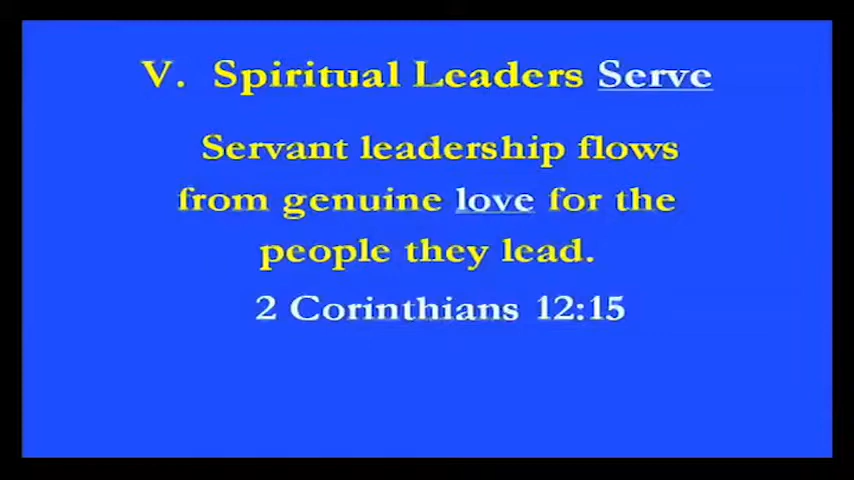 V. Spiritual Leaders Serve
Servant leadership flows
from genuine love for the
people they lead.
2 Corinthians 12:15